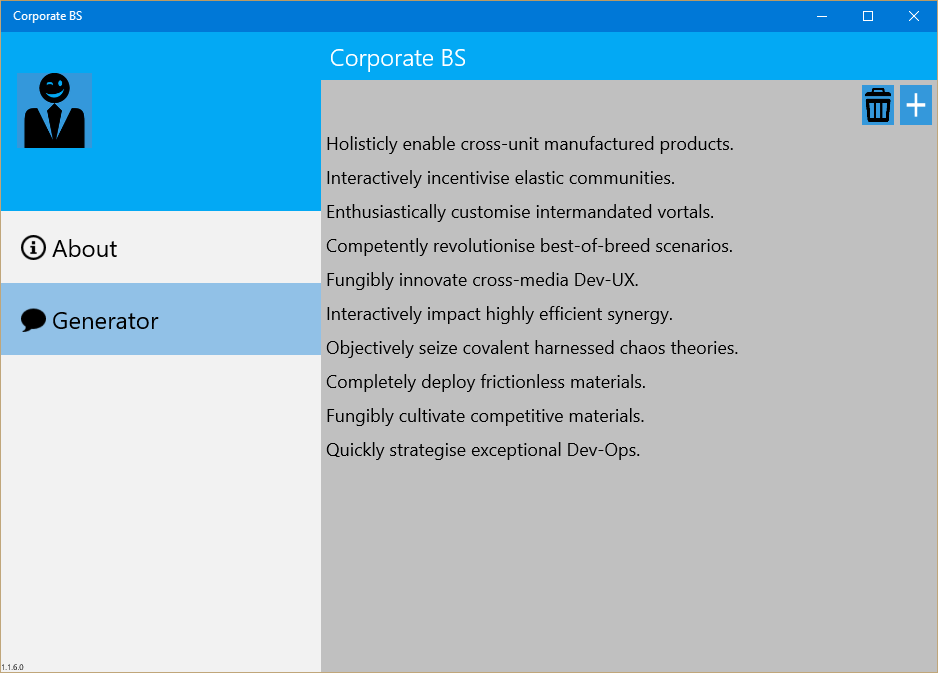 Corporate BS
Corporate BS
About
Generator
Holisticly enable cross-unit manufactured products.
Interactively incentivise elastic communities.
Enthusiastically customise intermandated vortals.
Competently revolutionise best-of-breed scenarios.
Fungibly innovate cross-media Dev-UX.
Interactively impact highly efficient synergy.
Objectively seize covalent harnessed chaos theories.
Completely deploy frictionless materials.
Fungibly cultivate competitive materials.
Quickly strategise exceptional Dev-Ops.
1.1.6.0